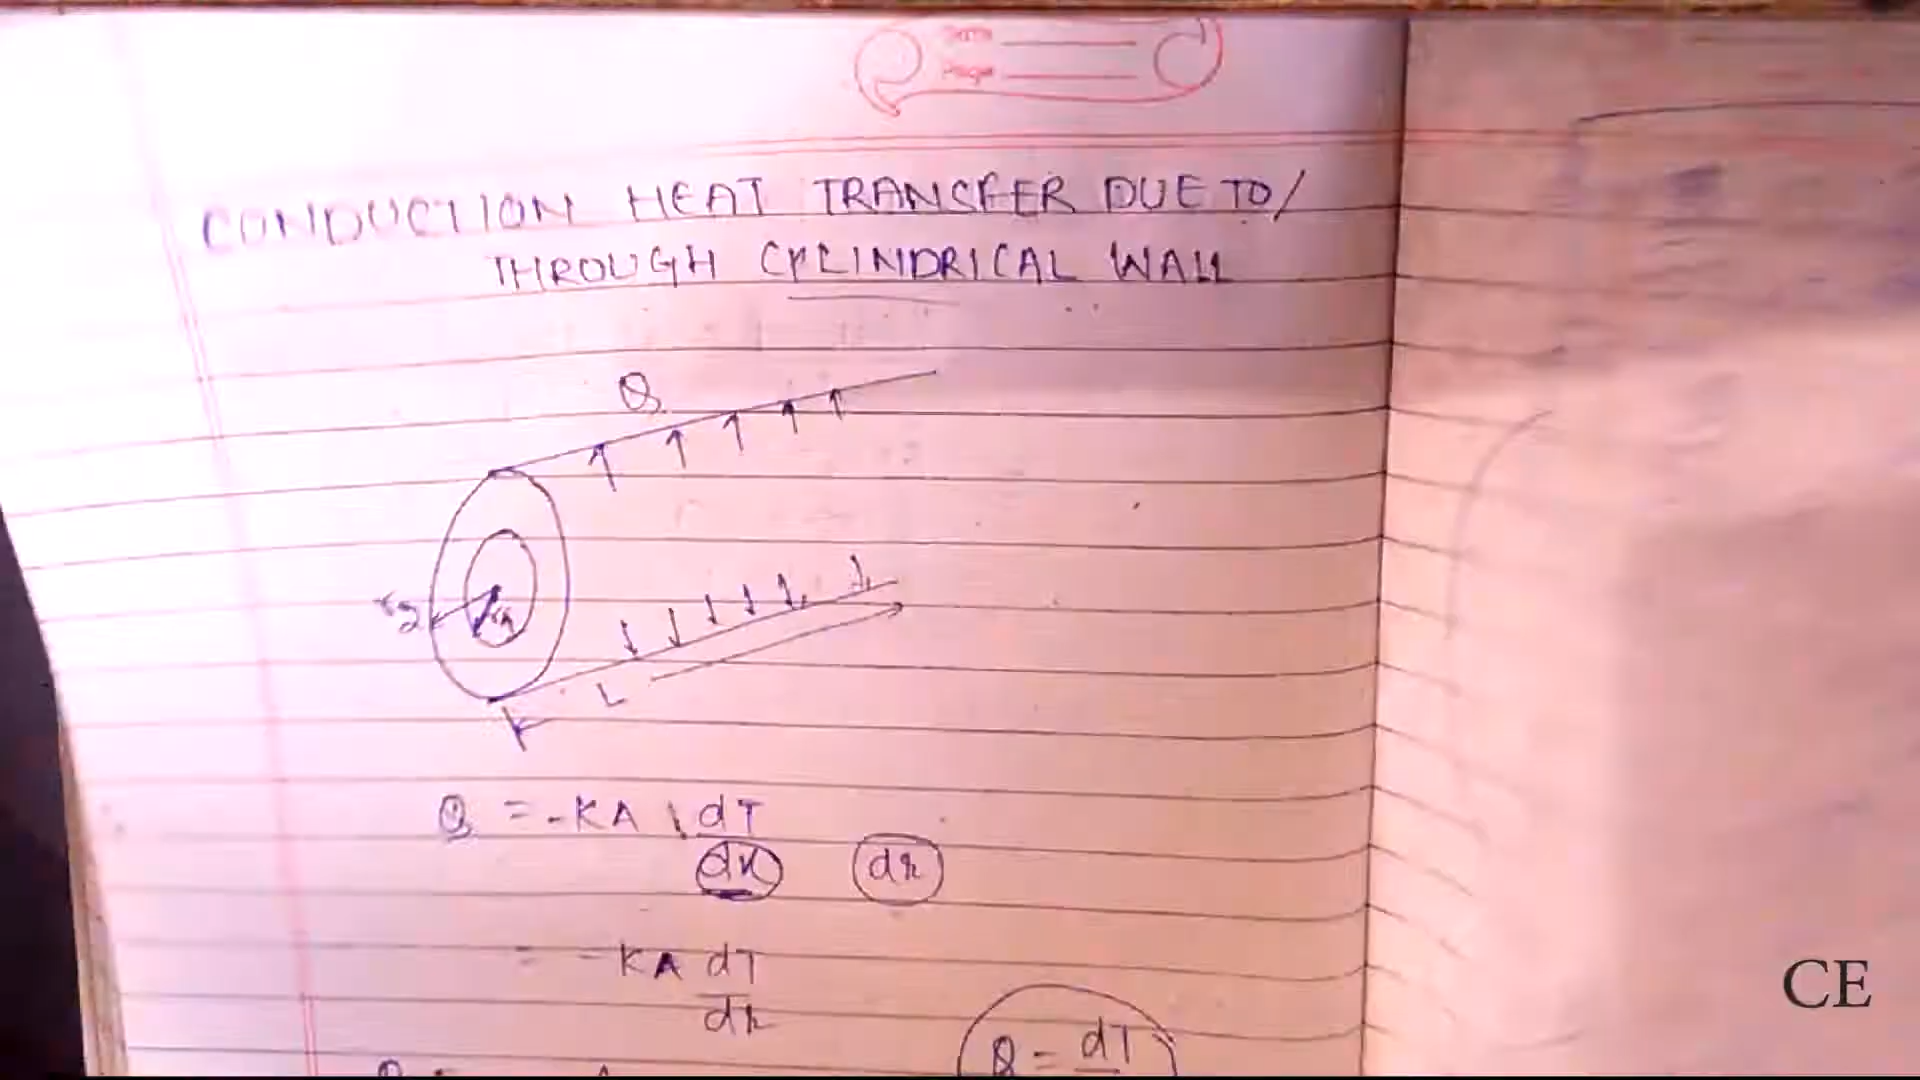 Date
Page
CONDUCTION HEAT TRANSFER DUE TO/
THROUGH CYLINDRICAL WALL
Q
r2
r1
L
Q = -KA dT
dx dr
= -KA dT
dr
Q = dT
CE